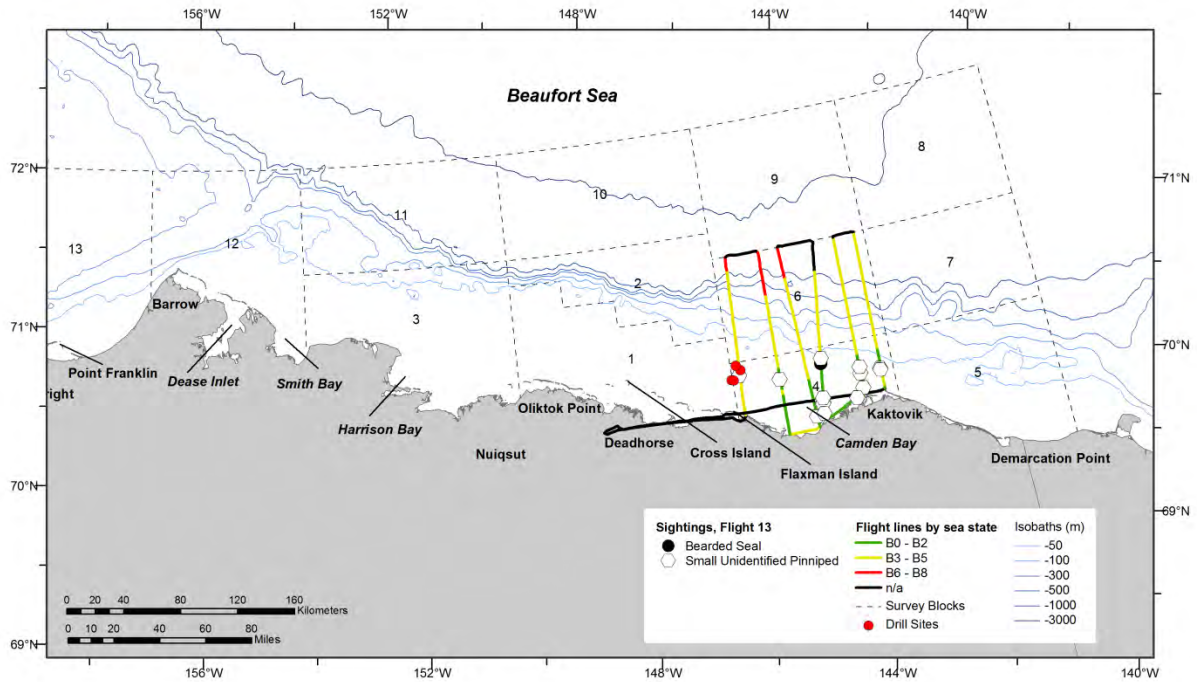 156°W 152°W 148°W 144°W 140°W
Beaufort Sea
72°N
71°N
8
9
10
11
12
13
7
2
6
3
Barrow
71°N
70°N
1
Point Franklin
Dease Inlet
Smith Bay
5
4
right
Oliktok Point
Kaktovik
Harrison Bay
Deadhorse
Camden Bay
Cross Island
Nuiqsut
Flaxman Island
Demarcation Point
70°N
69°N
Sightings, Flight 13
Bearded Seal
Small Unidentified Pinniped
Flight lines by sea state
B0 - B2
B3 - B5
B6 - B8
n/a
Survey Blocks
Drill Sites
Isobaths (m)
-50
-100
-300
-500
-1000
-3000
0 20 40 80 120 160
Kilometers
0 10 20 40 60 80
Miles
69°N
156°W 152°W 148°W 144°W 140°W